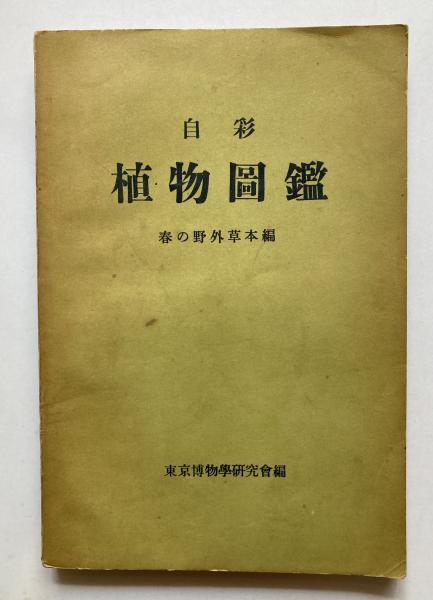 自彩
植物圖鑑
春の野外草本編
東京博物學研究會編